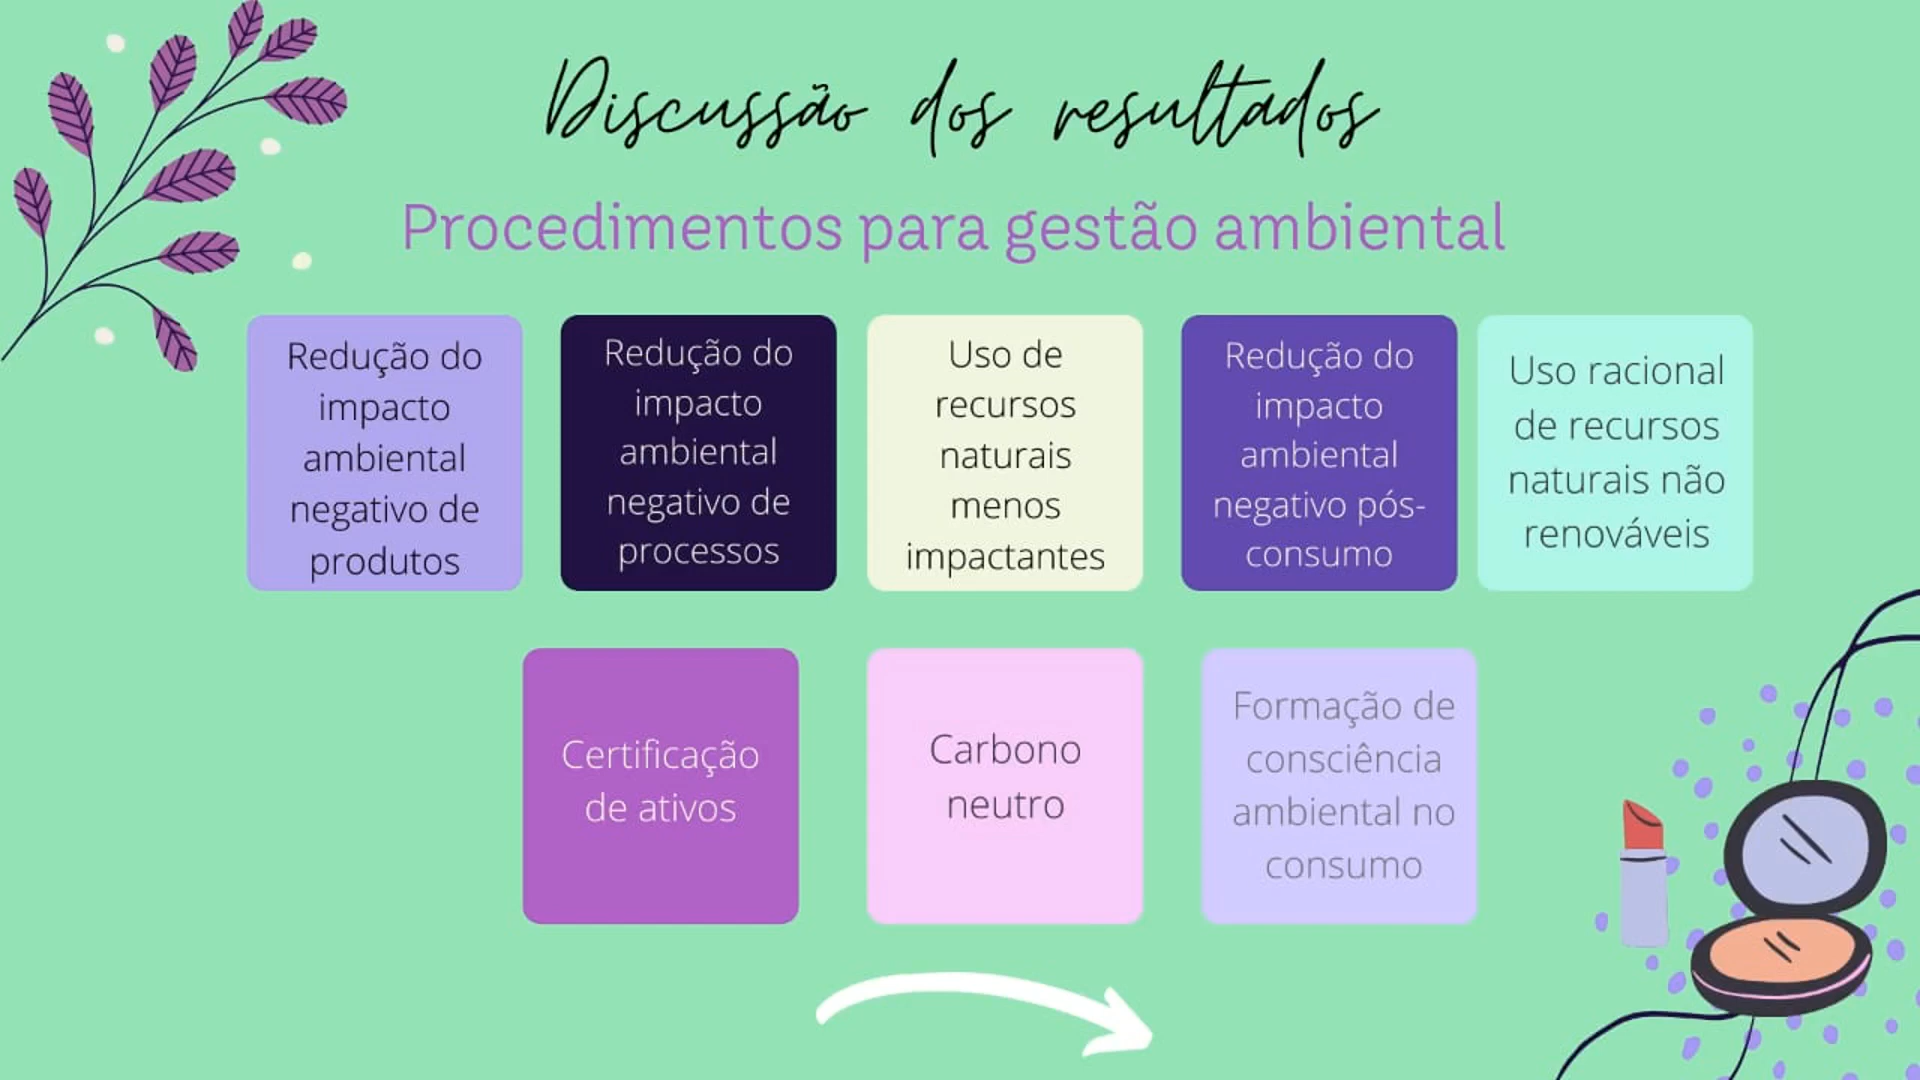 Discussão dos resultados
Procedimentos para gestão ambiental
Redução do
impacto
ambiental
negativo de
produtos
Redução do
impacto
ambiental
negativo de
processos
Uso de
recursos
naturais
menos
impactantes
Redução do
impacto
ambiental
negativo pós-
consumo
Uso racional
de recursos
naturais não
renováveis
Certificação
de ativos
Carbono
neutro
Formação de
consciência
ambiental no
consumo